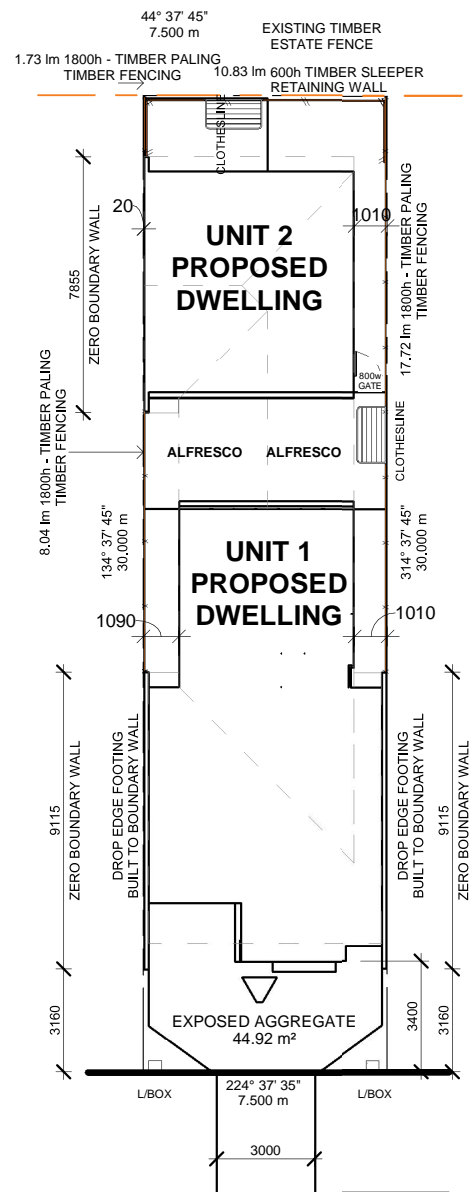 44° 37' 45"
7.500 m
EXISTING TIMBER
ESTATE FENCE
1.73 lm 1800h - TIMBER PALING
TIMBER FENCING
10.83 lm 600h TIMBER SLEEPER
RETAINING WALL
CLOTHESLINE
20
1010
UNIT 2
PROPOSED
DWELLING
7855
ZERO BOUNDARY WALL
17.72 lm 1800h - TIMBER PALING
TIMBER FENCING
800w
GATE
CLOTHESLINE
ALFRESCO
ALFRESCO
8.04 lm 1800h - TIMBER PALING
TIMBER FENCING
134° 37' 45"
30.000 m
314° 37' 45"
30.000 m
UNIT 1
PROPOSED
DWELLING
1090
1010
9115
ZERO BOUNDARY WALL
DROP EDGE FOOTING
BUILT TO BOUNDARY WALL
DROP EDGE FOOTING
BUILT TO BOUNDARY WALL
9115
ZERO BOUNDARY WALL
3160
EXPOSED AGGREGATE
44.92 m²
3400
3160
L/BOX
224° 37' 35"
7.500 m
L/BOX
3000